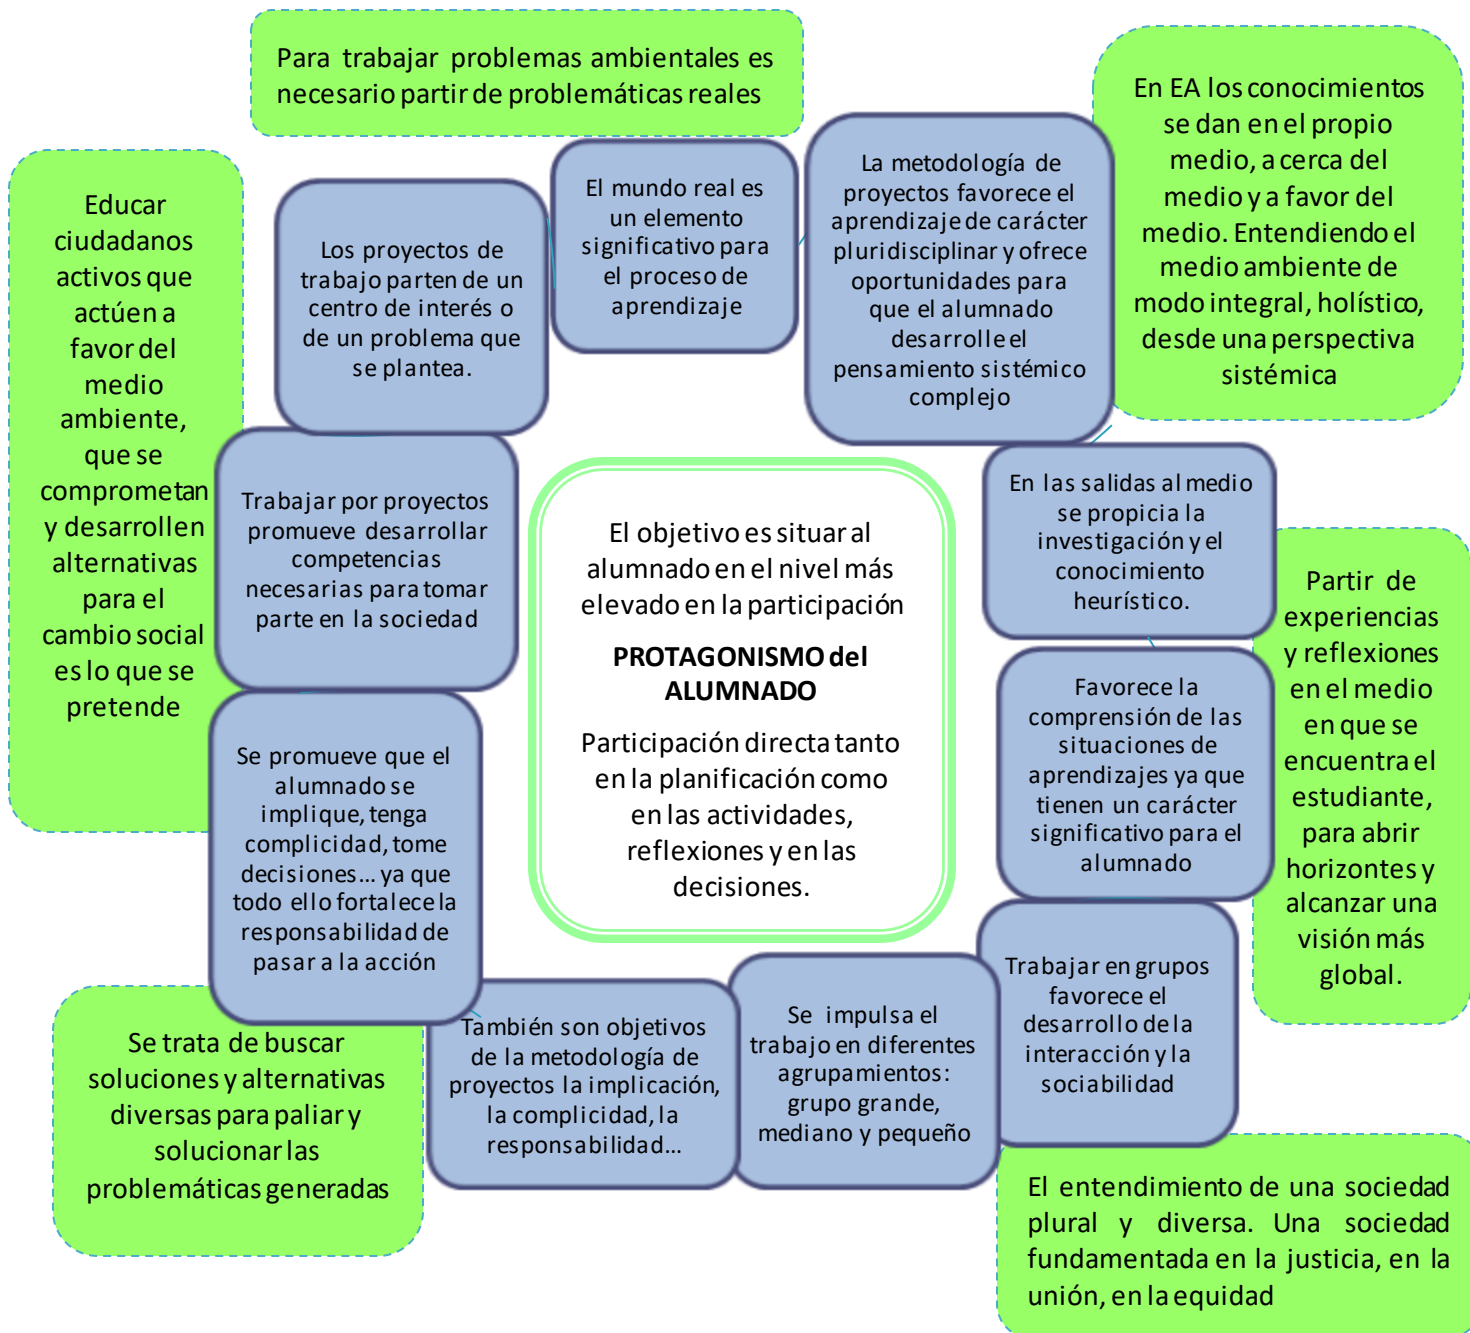 Para trabajar problemas ambientales es
necesario partir de problemáticas reales
En EA los conocimientos
se dan en el propio
medio, a cerca del
medio y a favor del
medio. Entendiendo el
medio ambiente de
modo integral, holístico,
desde una perspectiva
sistémica
Educar
ciudadanos
activos que
actúen a
favor del
medio
ambiente,
que se
comprometan
y desarrollen
alternativas
para el
cambio social
es lo que se
pretende
Los proyectos de
trabajo parten de un
centro de interés o
de un problema que
se plantea.
El mundo real es
un elemento
significativo para
el proceso de
aprendizaje
La metodología de
proyectos favorece el
aprendizaje de carácter
pluridisciplinar y ofrece
oportunidades para
que el alumnado
desarrolle el
pensamiento sistémico
complejo
Trabajar por proyectos
promueve desarrollar
competencias
necesarias para tomar
parte en la sociedad
El objetivo es situar al
alumnado en el nivel más
elevado en la participación
PROTAGONISMO del
ALUMNADO
Participación directa tanto
en la planificación como
en las actividades,
reflexiones y en las
decisiones.
En las salidas al medio
se propicia la
investigación y el
conocimiento
heurístico.
Partir de
experiencias
y reflexiones
en el medio
en que se
encuentra el
estudiante,
para abrir
horizontes y
alcanzar una
visión más
global.
Favorece la
comprensión de las
situaciones de
aprendizajes ya que
tienen un carácter
significativo para el
alumnado
Se promueve que el
alumnado se
implique, tenga
complicidad, tome
decisiones... ya que
todo ello fortalece la
responsabilidad de
pasar a la acción
Trabajar en grupos
favorece el
desarrollo de la
interacción y la
sociabilidad
Se impulsa el
trabajo en diferentes
agrupamientos:
grupo grande,
mediano y pequeño
También son objetivos
de la metodología de
proyectos la implicación,
la complicidad, la
responsabilidad...
Se trata de buscar
soluciones y alternativas
diversas para paliar y
solucionar las
problemáticas generadas
El entendimiento de una sociedad
plural y diversa. Una sociedad
fundamentada en la justicia, en la
unión, en la equidad